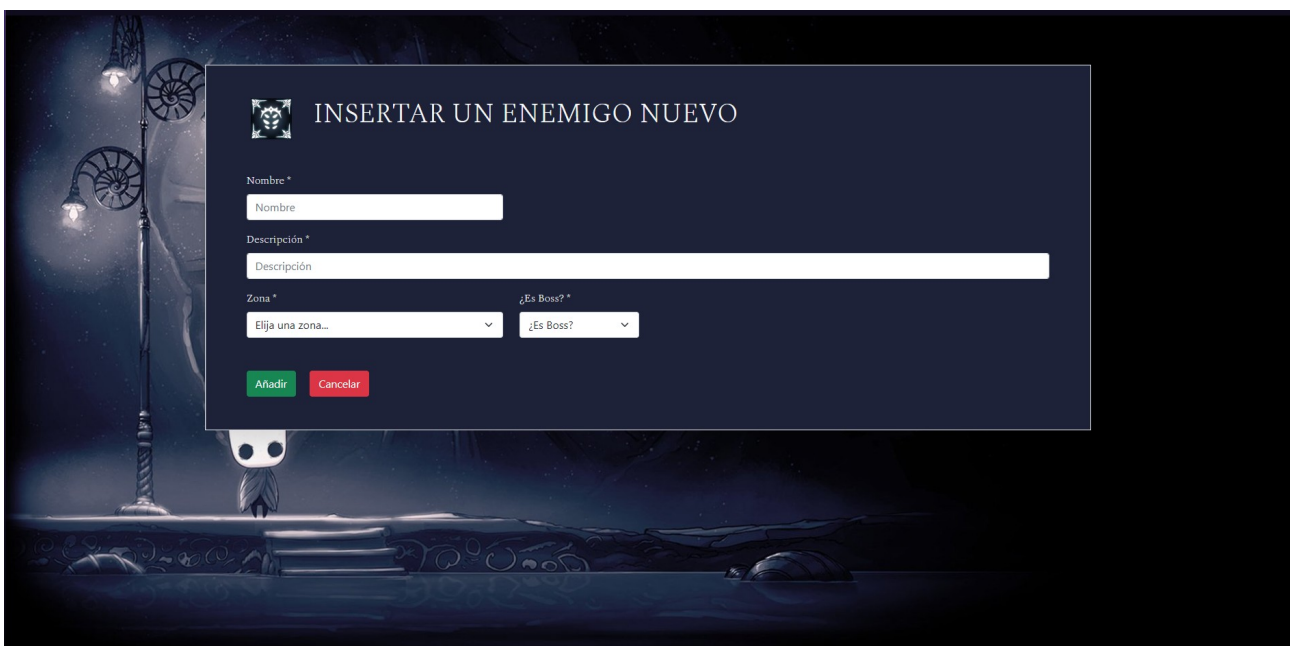 INSERTAR UN ENEMIGO NUEVO
Nombre *
Nombre
Descripción *
Descripción
Zona * ¿Es Boss? *
Elija una zona... ¿Es Boss?
Añadir Cancelar